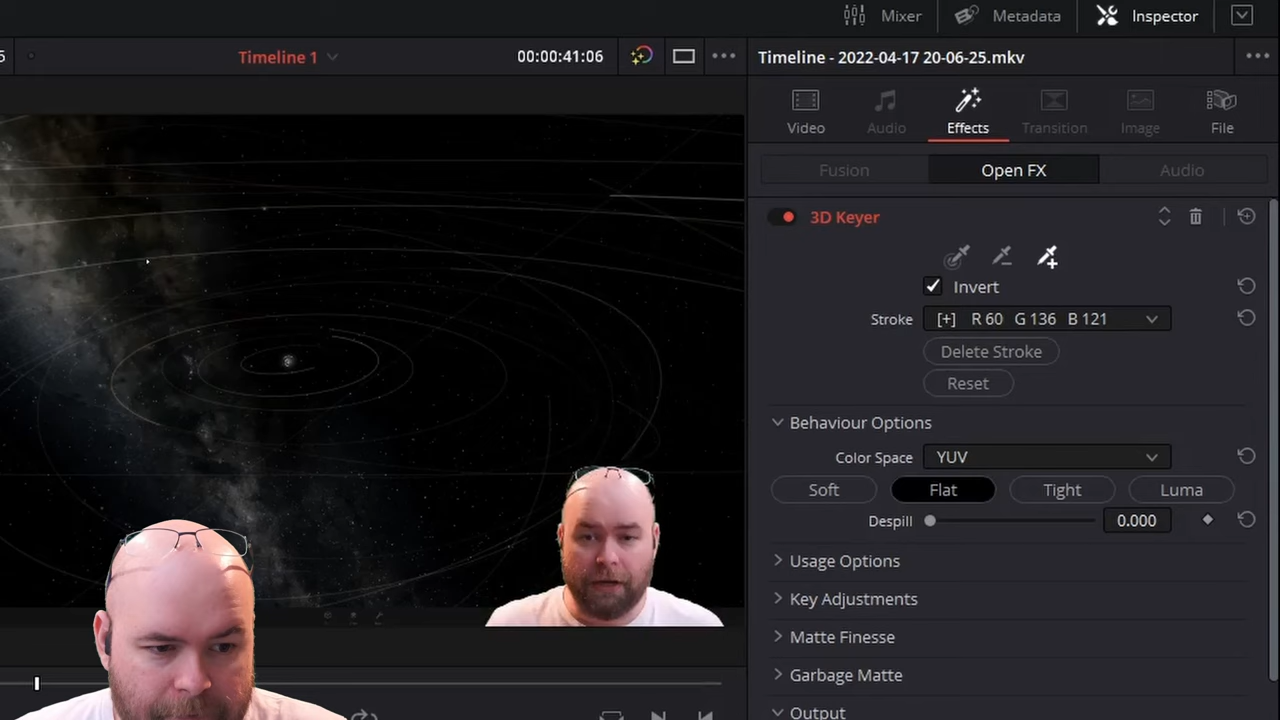 Mixer Metadata Inspector
5 Timeline 1 00:00:41:06 Timeline - 2022-04-17 20-06-25.mkv
Video Audio Effects Transition Image File
Fusion Open FX Audio
3D Keyer
Invert
Stroke [+] R 60 G 136 B 121
Delete Stroke
Reset
Behaviour Options
Color Space YUV
Soft Flat Tight Luma
Despill 0.000
Usage Options
Key Adjustments
Matte Finesse
Garbage Matte
Output